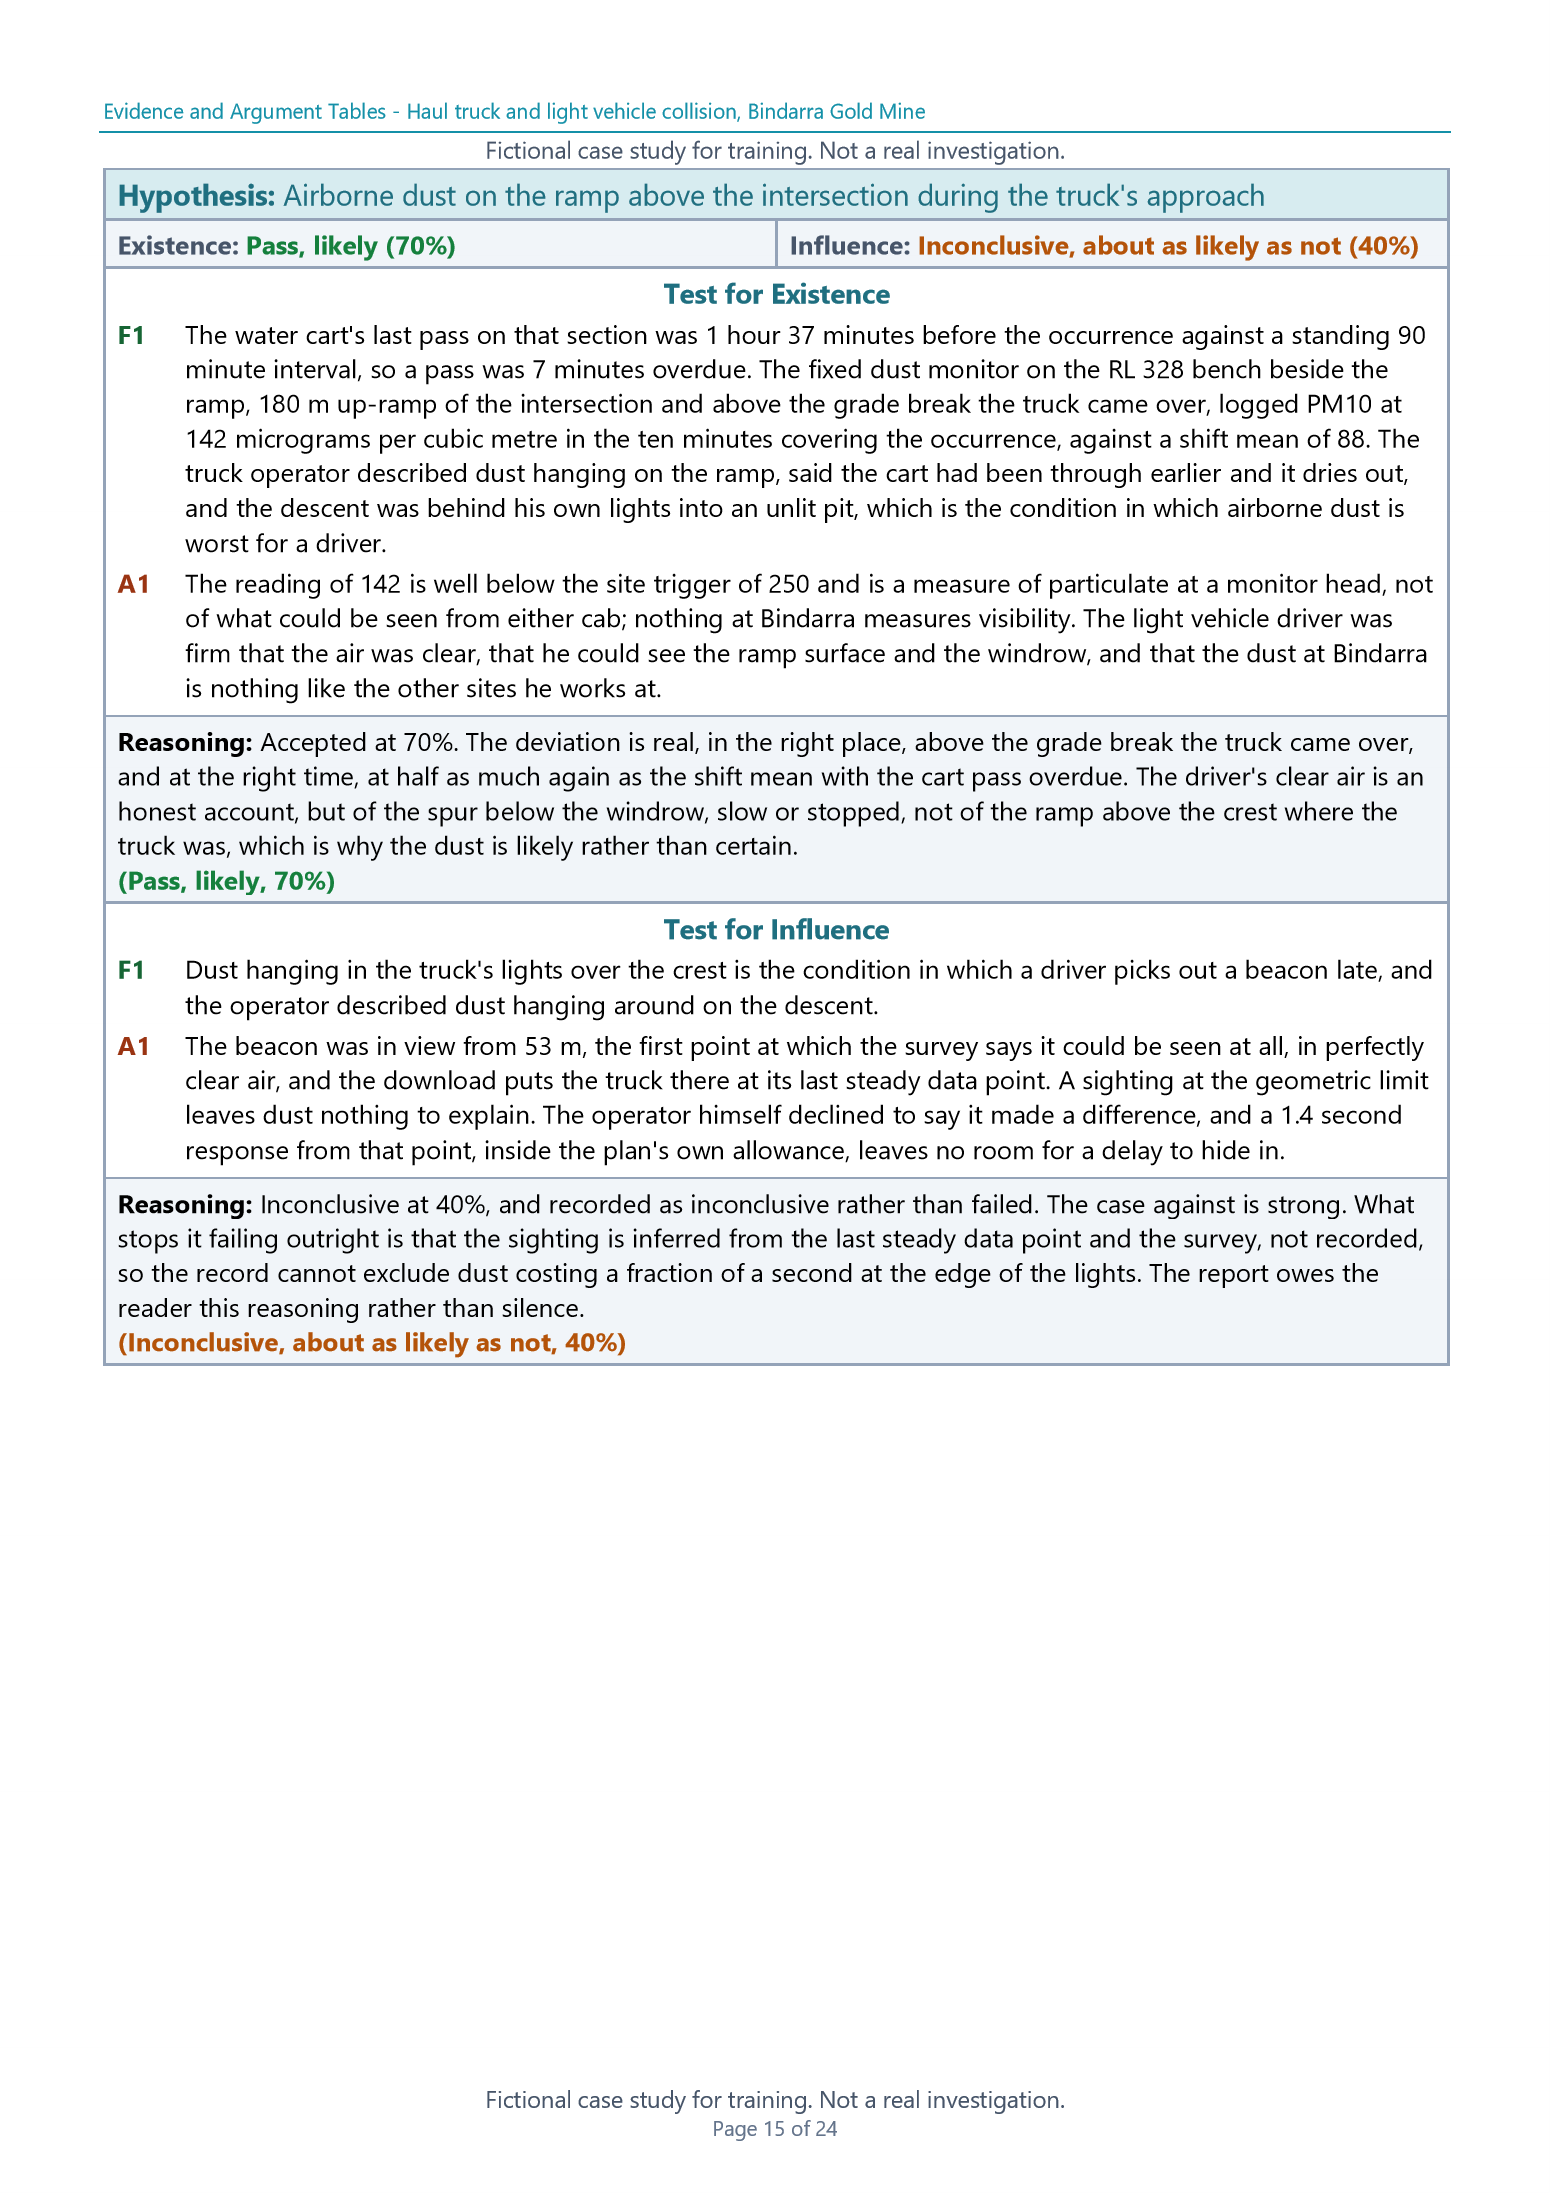 Evidence and Argument Tables - Haul truck and light vehicle collision, Bindarra Gold Mine
Fictional case study for training. Not a real investigation.
Hypothesis: Airborne dust on the ramp above the intersection during the truck's approach
Existence: Pass, likely (70%)
Influence: Inconclusive, about as likely as not (40%)
Test for Existence
F1 The water cart's last pass on that section was 1 hour 37 minutes before the occurrence against a standing 90
minute interval, so a pass was 7 minutes overdue. The fixed dust monitor on the RL 328 bench beside the
ramp, 180 m up-ramp of the intersection and above the grade break the truck came over, logged PM10 at
142 micrograms per cubic metre in the ten minutes covering the occurrence, against a shift mean of 88. The
truck operator described dust hanging on the ramp, said the cart had been through earlier and it dries out,
and the descent was behind his own lights into an unlit pit, which is the condition in which airborne dust is
worst for a driver.
A1 The reading of 142 is well below the site trigger of 250 and is a measure of particulate at a monitor head, not
of what could be seen from either cab; nothing at Bindarra measures visibility. The light vehicle driver was
firm that the air was clear, that he could see the ramp surface and the windrow, and that the dust at Bindarra
is nothing like the other sites he works at.
Reasoning: Accepted at 70%. The deviation is real, in the right place, above the grade break the truck came over,
and at the right time, at half as much again as the shift mean with the cart pass overdue. The driver's clear air is an
honest account, but of the spur below the windrow, slow or stopped, not of the ramp above the crest where the
truck was, which is why the dust is likely rather than certain.
(Pass, likely, 70%)
Test for Influence
F1 Dust hanging in the truck's lights over the crest is the condition in which a driver picks out a beacon late, and
the operator described dust hanging around on the descent.
A1 The beacon was in view from 53 m, the first point at which the survey says it could be seen at all, in perfectly
clear air, and the download puts the truck there at its last steady data point. A sighting at the geometric limit
leaves dust nothing to explain. The operator himself declined to say it made a difference, and a 1.4 second
response from that point, inside the plan's own allowance, leaves no room for a delay to hide in.
Reasoning: Inconclusive at 40%, and recorded as inconclusive rather than failed. The case against is strong. What
stops it failing outright is that the sighting is inferred from the last steady data point and the survey, not recorded,
so the record cannot exclude dust costing a fraction of a second at the edge of the lights. The report owes the
reader this reasoning rather than silence.
(Inconclusive, about as likely as not, 40%)
Fictional case study for training. Not a real investigation.
Page 15 of 24